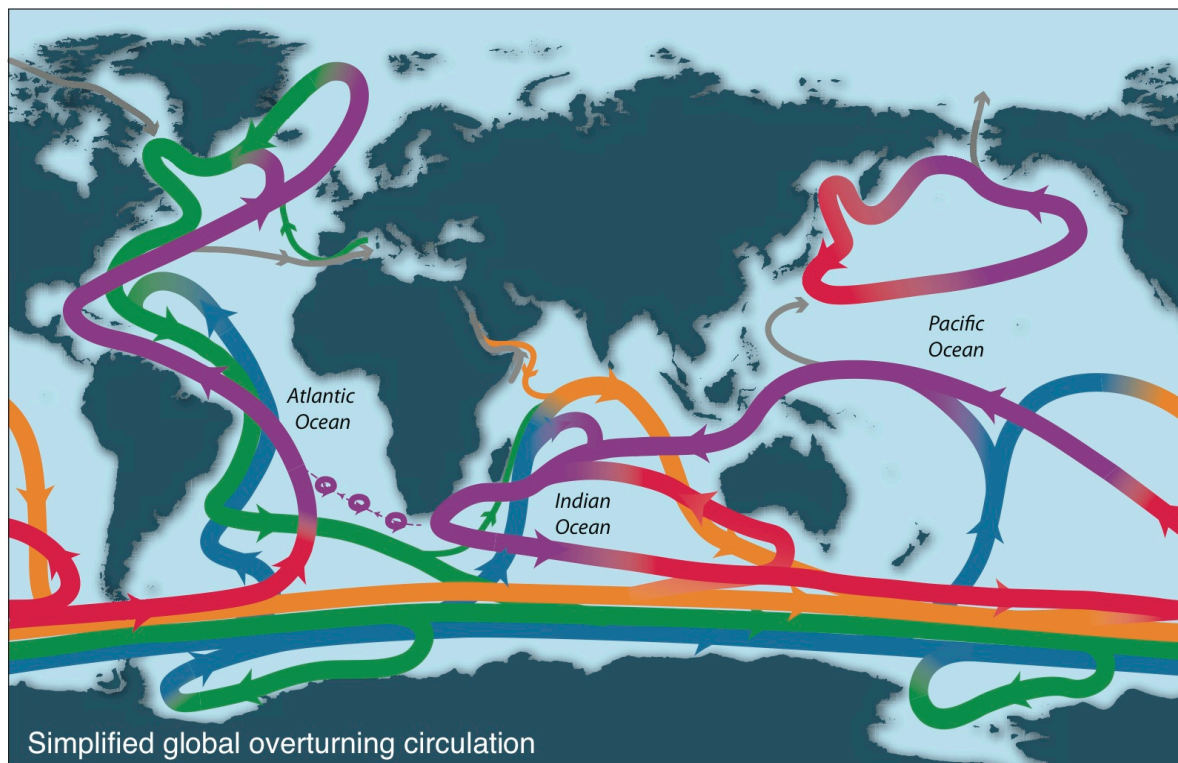 Pacific
Ocean
Atlantic
Ocean
Indian
Ocean
Simplified global overturning circulation